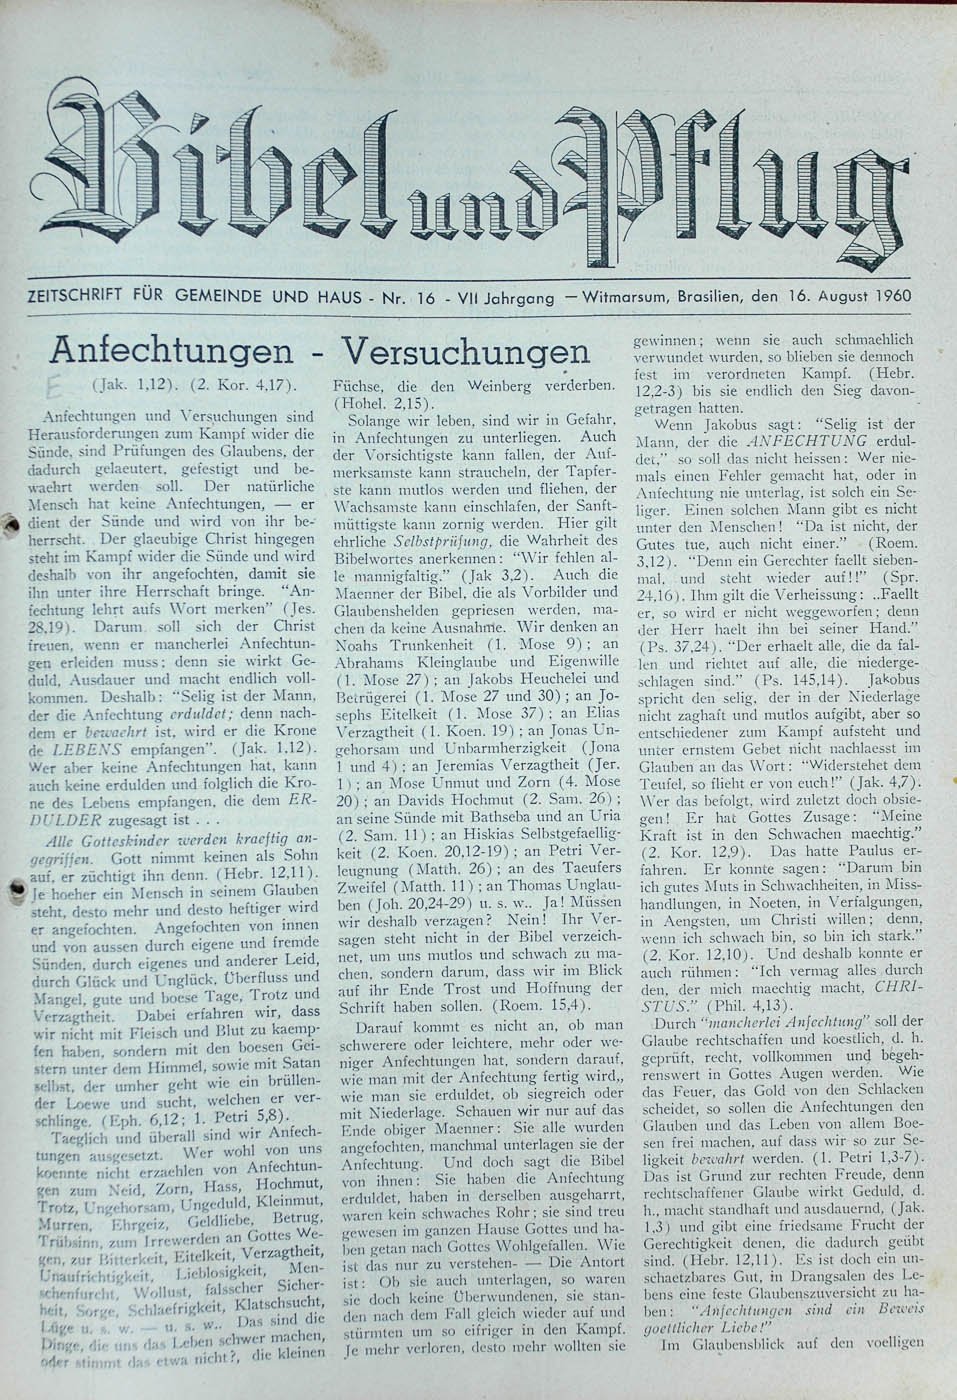 Bibel und Pflug
ZEITSCHRIFT FÜR GEMEINDE UND HAUS - Nr. 16 - VII Jahrgang — Witmarsum, Brasilien, den 16. August 1960
Anfechtungen - Versuchungen
(Jak. 1,12). (2. Kor. 4,17).
Anfechtungen und Versuchungen sind
Herausforderungen zum Kampf wider die
Sünde, sind Prüfungen des Glaubens, der
dadurch gelaeutert, gefestigt und be-
waehrt werden soll. Der natürliche
Mensch hat keine Anfechtungen, — er
dient der Sünde und wird von ihr be-
herrscht. Der glaeubige Christ hingegen
steht im Kampf wider die Sünde und wird
deshalb von ihr angefochten, damit sie
ihn unter ihre Herrschaft bringe. “An-
fechtung lehrt aufs Wort merken” (Jes.
28,19). Darum soll sich der Christ
freuen, wenn er mancherlei Anfechtun-
gen erleiden muss; denn sie wirkt Ge-
duld, Ausdauer und macht endlich voll-
kommen. Deshalb: “Selig ist der Mann,
der die Anfechtung erduldet; denn nach-
dem er bewaehrt ist, wird er die Krone
de LEBENS empfangen”. (Jak. 1,12).
Wer aber keine Anfechtungen hat, kann
auch keine erdulden und folglich die Kro-
ne des Lebens empfangen, die dem ER-
DULDER zugesagt ist . . .
Alle Gotteskinder werden kraeftig an-
gegriffen. Gott nimmt keinen als Sohn
auf, er züchtigt ihn denn. (Hebr. 12,11).
Je hoeher ein Mensch in seinem Glauben
steht, desto mehr und desto heftiger wird
er angefochten. Angefochten von innen
und von aussen durch eigene und fremde
Sünden, durch eigenes und anderer Leid,
durch Glück und Unglück, Überfluss und
Mangel, gute und boese Tage, Trotz und
Verzagtheit. Dabei erfahren wir, dass
wir nicht mit Fleisch und Blut zu kaemp-
fen haben, sondern mit den boesen Gei-
stern unter dem Himmel, sowie mit Satan
selbst, der umher geht wie ein brüllen-
der Loewe und sucht, welchen er ver-
schlinge. (Eph. 6,12; 1. Petri 5,8).
Taeglich und überall sind wir Anfech-
tungen ausgesetzt. Wer wohl von uns
koennte nicht erzaehlen von Anfechtun-
gen zum Neid, Zorn, Hass, Hochmut,
Trotz, Ungehorsam, Ungeduld, Kleinmut,
Murren, Ehrgeiz, Geldliebe, Betrug,
Trübsinn, zum Irrewerden an Gottes We-
gen, zur Bitterkeit, Eitelkeit, Verzagtheit,
Unaufrichtigkeit, Lieblosigkeit, Men-
schenfurcht, Wollust, falsscher Sicher-
heit, Sorge, Schlaefrigkeit, Klatschsucht,
Lüge u. s. w. — u. s. w.. Das sind die
Dinge, die uns das Leben schwer machen,
oder stimmt das etwa nicht?, die kleinen
Füchse, die den Weinberg verderben.
(Hohel. 2,15).
Solange wir leben, sind wir in Gefahr,
in Anfechtungen zu unterliegen. Auch
der Vorsichtigste kann fallen, der Auf-
merksamste kann straucheln, der Tapfer-
ste kann mutlos werden und fliehen, der
Wachsamste kann einschlafen, der Sanft-
müttigste kann zornig werden. Hier gilt
ehrliche Selbstprüfung, die Wahrheit des
Bibelwortes anerkennen: “Wir fehlen al-
le mannigfaltig.” (Jak 3,2). Auch die
Maenner der Bibel, die als Vorbilder und
Glaubenshelden gepriesen werden, ma-
chen da keine Ausnahme. Wir denken an
Noahs Trunkenheit (1. Mose 9); an
Abrahams Kleinglaube und Eigenwille
(1. Mose 27); an Jakobs Heuchelei und
Betrügerei (1. Mose 27 und 30); an Jo-
sephs Eitelkeit (1. Mose 37); an Elias
Verzagtheit (1. Koen. 19); an Jonas Un-
gehorsam und Unbarmherzigkeit (Jona
1 und 4); an Jeremias Verzagtheit (Jer.
1); an Mose Unmut und Zorn (4. Mose
20); an Davids Hochmut (2. Sam. 26);
an seine Sünde mit Bathseba und an Uria
(2. Sam. 11); an Hiskias Selbstgefaellig-
keit (2. Koen. 20,12-19); an Petri Ver-
leugnung (Matth. 26); an des Taeufers
Zweifel (Matth. 11); an Thomas Unglau-
ben (Joh. 20,24-29) u. s. w.. Ja! Müssen
wir deshalb verzagen? Nein! Ihr Ver-
sagen steht nicht in der Bibel verzeich-
net, um uns mutlos und schwach zu ma-
chen, sondern darum, dass wir im Blick
auf ihr Ende Trost und Hoffnung der
Schrift haben sollen. (Roem. 15,4).
Darauf kommt es nicht an, ob man
schwerere oder leichtere, mehr oder we-
niger Anfechtungen hat, sondern darauf,
wie man mit der Anfechtung fertig wird,,
wie man sie erduldet, ob siegreich oder
mit Niederlage. Schauen wir nur auf das
Ende obiger Maenner: Sie alle wurden
angefochten, manchmal unterlagen sie der
Anfechtung. Und doch sagt die Bibel
von ihnen: Sie haben die Anfechtung
erduldet, haben in derselben ausgeharrt,
waren kein schwaches Rohr; sie sind treu
gewesen im ganzen Hause Gottes und ha-
ben getan nach Gottes Wohlgefallen. Wie
ist das nur zu verstehen- — Die Antort
ist: Ob sie auch unterlagen, so waren
sie doch keine Überwundenen, sie stan-
den nach dem Fall gleich wieder auf und
stürmten um so eifriger in den Kampf.
Je mehr verloren, desto mehr wollten sie
gewinnen; wenn sie auch schmaehlich
verwundet wurden, so blieben sie dennoch
fest im verordneten Kampf. (Hebr.
12,2-3) bis sie endlich den Sieg davon-
getragen hatten.
Wenn Jakobus sagt: “Selig ist der
Mann, der die ANFECHTUNG erdul-
det,” so soll das nicht heissen: Wer nie-
mals einen Fehler gemacht hat, oder in
Anfechtung nie unterlag, ist solch ein Se-
liger. Einen solchen Mann gibt es nicht
unter den Menschen! “Da ist nicht, der
Gutes tue, auch nicht einer.” (Roem.
3,12). “Denn ein Gerechter faellt sieben-
mal, und steht wieder auf!!” (Spr.
24,16). Ihm gilt die Verheissung: ..Faellt
er, so wird er nicht weggeworfen; denn
der Herr haelt ihn bei seiner Hand.”
(Ps. 37,24). “Der erhaelt alle, die da fal-
len und richtet auf alle, die niederge-
schlagen sind.” (Ps. 145,14). Jakobus
spricht den selig, der in der Niederlage
nicht zaghaft und mutlos aufgibt, aber so
entschiedener zum Kampf aufsteht und
unter ernstem Gebet nicht nachlaesst im
Glauben an das Wort: “Widerstehet dem
Teufel, so flieht er von euch!” (Jak. 4,7).
Wer das befolgt, wird zuletzt doch obsie-
gen! Er hat Gottes Zusage: “Meine
Kraft ist in den Schwachen maechtig.”
(2. Kor. 12,9). Das hatte Paulus er-
fahren. Er konnte sagen: “Darum bin
ich gutes Muts in Schwachheiten, in Miss-
handlungen, in Noeten, in Verfalgungen,
in Aengsten, um Christi willen; denn,
wenn ich schwach bin, so bin ich stark.”
(2. Kor. 12,10). Und deshalb konnte er
auch rühmen: “Ich vermag alles durch
den, der mich maechtig macht, CHRI-
STUS.” (Phil. 4,13).
Durch “mancherlei Anfechtung” soll der
Glaube rechtschaffen und koestlich, d. h.
geprüft, recht, vollkommen und begeh-
renswert in Gottes Augen werden. Wie
das Feuer, das Gold von den Schlacken
scheidet, so sollen die Anfechtungen den
Glauben und das Leben von allem Boe-
sen frei machen, auf dass wir so zur Se-
ligkeit bewahrt werden. (1. Petri 1,3-7).
Das ist Grund zur rechten Freude, denn
rechtschaffener Glaube wirkt Geduld, d.
h., macht standhaft und ausdauernd, (Jak.
1,3) und gibt eine friedsame Frucht der
Gerechtigkeit denen, die dadurch geübt
sind. (Hebr. 12,11). Es ist doch ein un-
schaetzbares Gut, in Drangsalen des Le-
bens eine feste Glaubenszuversicht zu ha-
ben: “Anfechtungen sind ein Beweis
goettlicher Liebe!”
Im Glaubensblick auf den voelligen